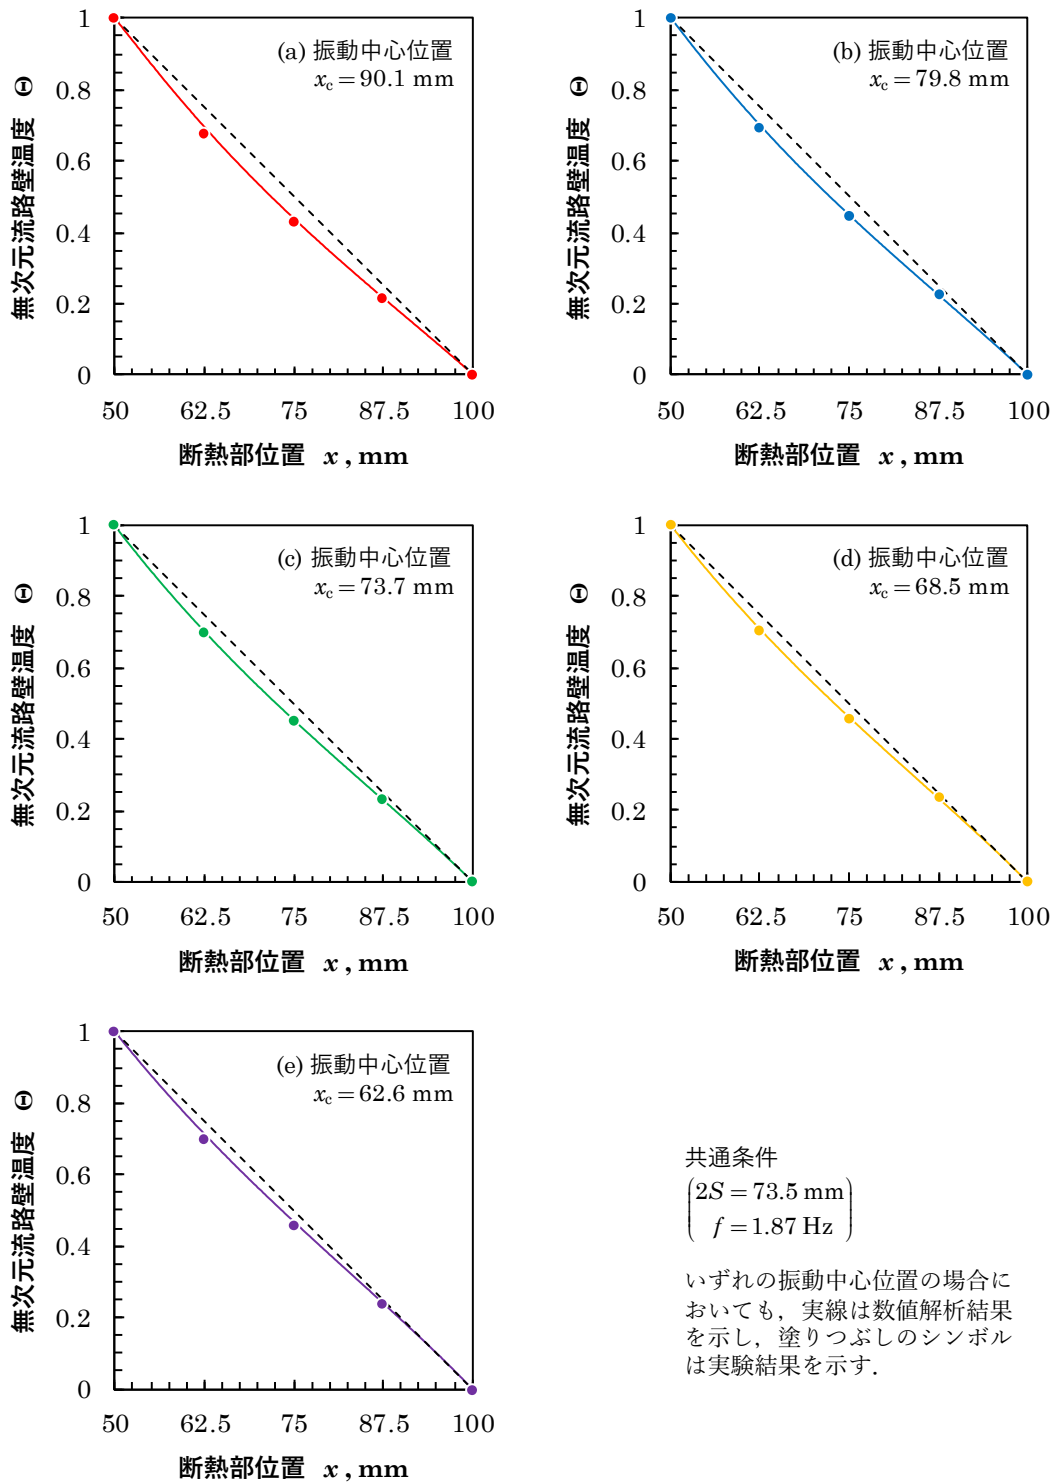 (a) 振動中心位置
x_c = 90.1 mm
無次元流路壁温度 Θ
1
0.8
0.6
0.4
0.2
0
50 62.5 75 87.5 100
断熱部位置 x , mm
(b) 振動中心位置
x_c = 79.8 mm
無次元流路壁温度 Θ
1
0.8
0.6
0.4
0.2
0
50 62.5 75 87.5 100
断熱部位置 x , mm
(c) 振動中心位置
x_c = 73.7 mm
無次元流路壁温度 Θ
1
0.8
0.6
0.4
0.2
0
50 62.5 75 87.5 100
断熱部位置 x , mm
(d) 振動中心位置
x_c = 68.5 mm
無次元流路壁温度 Θ
1
0.8
0.6
0.4
0.2
0
50 62.5 75 87.5 100
断熱部位置 x , mm
(e) 振動中心位置
x_c = 62.6 mm
無次元流路壁温度 Θ
1
0.8
0.6
0.4
0.2
0
50 62.5 75 87.5 100
断熱部位置 x , mm
共通条件
2S = 73.5 mm
f = 1.87 Hz
いずれの振動中心位置の場合に
おいても，実線は数値解析結果
を示し，塗りつぶしのシンボル
は実験結果を示す．